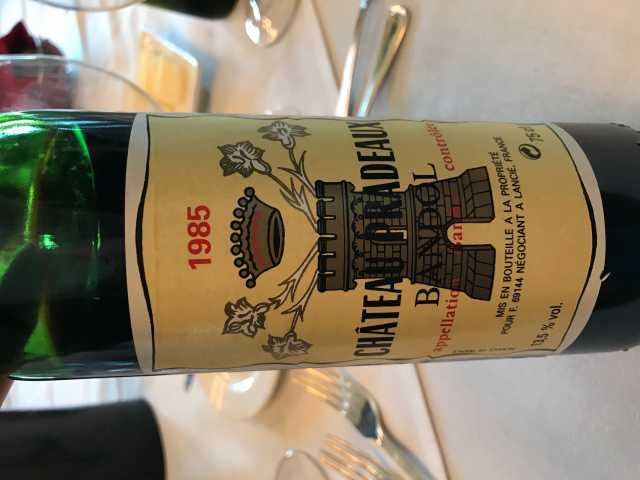 1985
CHÂTEAU PRADEAUX
BANDOL
appellation contrôlée
MIS EN BOUTEILLE A LA PROPRIÉTÉ
POUR F. 69144 NÉGOCIANT A LANCIÉ, FRANCE
13,5 % vol.
75 cl